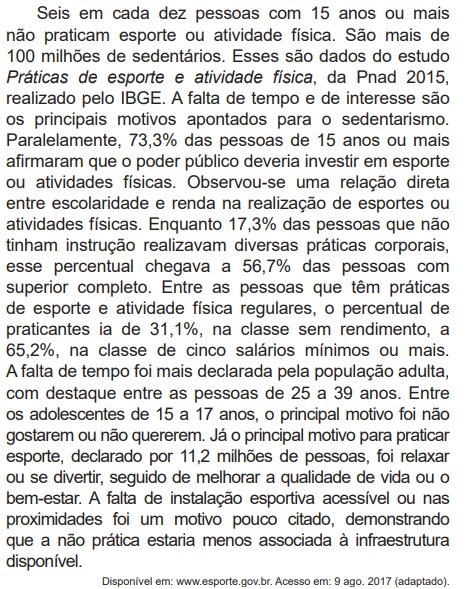 Seis em cada dez pessoas com 15 anos ou mais
não praticam esporte ou atividade física. São mais de
100 milhões de sedentários. Esses são dados do estudo
Práticas de esporte e atividade física, da Pnad 2015,
realizado pelo IBGE. A falta de tempo e de interesse são
os principais motivos apontados para o sedentarismo.
Paralelamente, 73,3% das pessoas de 15 anos ou mais
afirmaram que o poder público deveria investir em esporte
ou atividades físicas. Observou-se uma relação direta
entre escolaridade e renda na realização de esportes ou
atividades físicas. Enquanto 17,3% das pessoas que não
tinham instrução realizavam diversas práticas corporais,
esse percentual chegava a 56,7% das pessoas com
superior completo. Entre as pessoas que têm práticas
de esporte e atividade física regulares, o percentual de
praticantes ia de 31,1%, na classe sem rendimento, a
65,2%, na classe de cinco salários mínimos ou mais.
A falta de tempo foi mais declarada pela população adulta,
com destaque entre as pessoas de 25 a 39 anos. Entre
os adolescentes de 15 a 17 anos, o principal motivo foi não
gostarem ou não quererem. Já o principal motivo para praticar
esporte, declarado por 11,2 milhões de pessoas, foi relaxar
ou se divertir, seguido de melhorar a qualidade de vida ou o
bem-estar. A falta de instalação esportiva acessível ou nas
proximidades foi um motivo pouco citado, demonstrando
que a não prática estaria menos associada à infraestrutura
disponível.
Disponível em: www.esporte.gov.br. Acesso em: 9 ago. 2017 (adaptado).